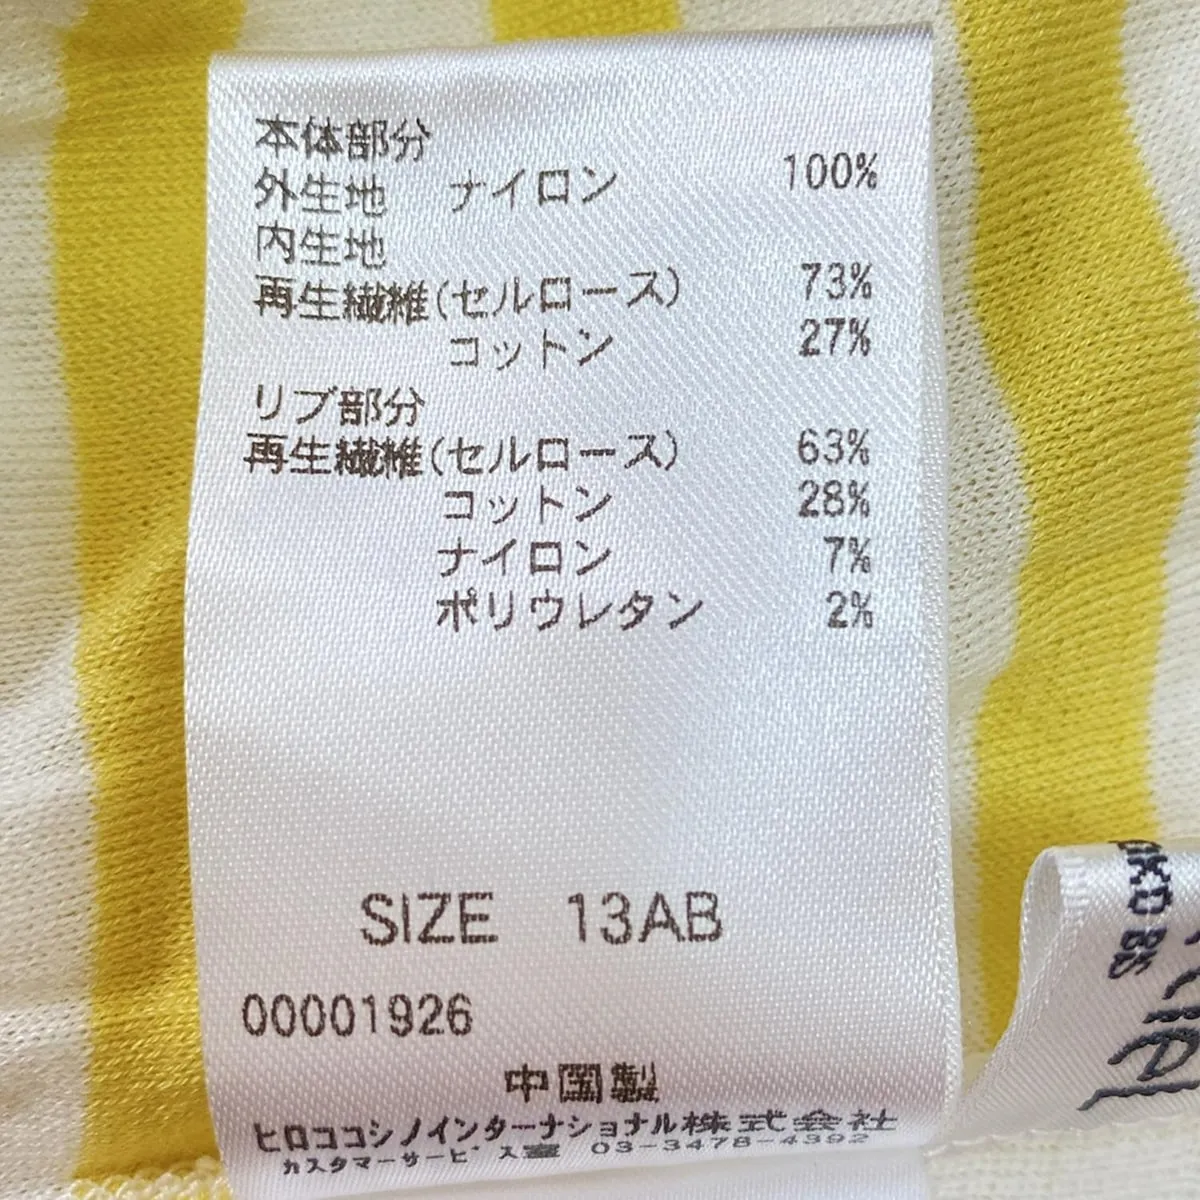 本体部分
外生地 ナイロン 100%
内生地
再生繊維(セルロース) 73%
コットン 27%
リブ部分
再生繊維(セルロース) 63%
コットン 28%
ナイロン 7%
ポリウレタン 2%
SIZE 13AB
00001926
中国製
ヒロココシノインターナショナル株式会社
カスタマーサービス室 03-3478-4392
BIS